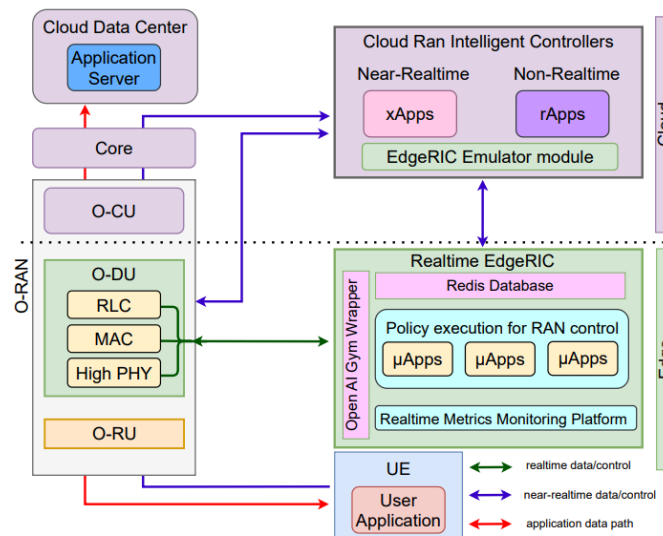 Cloud Data Center
Application
Server
Core
O-CU
O-RAN
O-DU
RLC
MAC
High PHY
O-RU
Cloud Ran Intelligent Controllers
Near-Realtime
Non-Realtime
xApps
rApps
EdgeRIC Emulator module
Cloud
Realtime EdgeRIC
Open AI Gym Wrapper
Redis Database
Policy execution for RAN control
μApps
μApps
μApps
Realtime Metrics Monitoring Platform
Edge
UE
User
Application
realtime data/control
near-realtime data/control
application data path